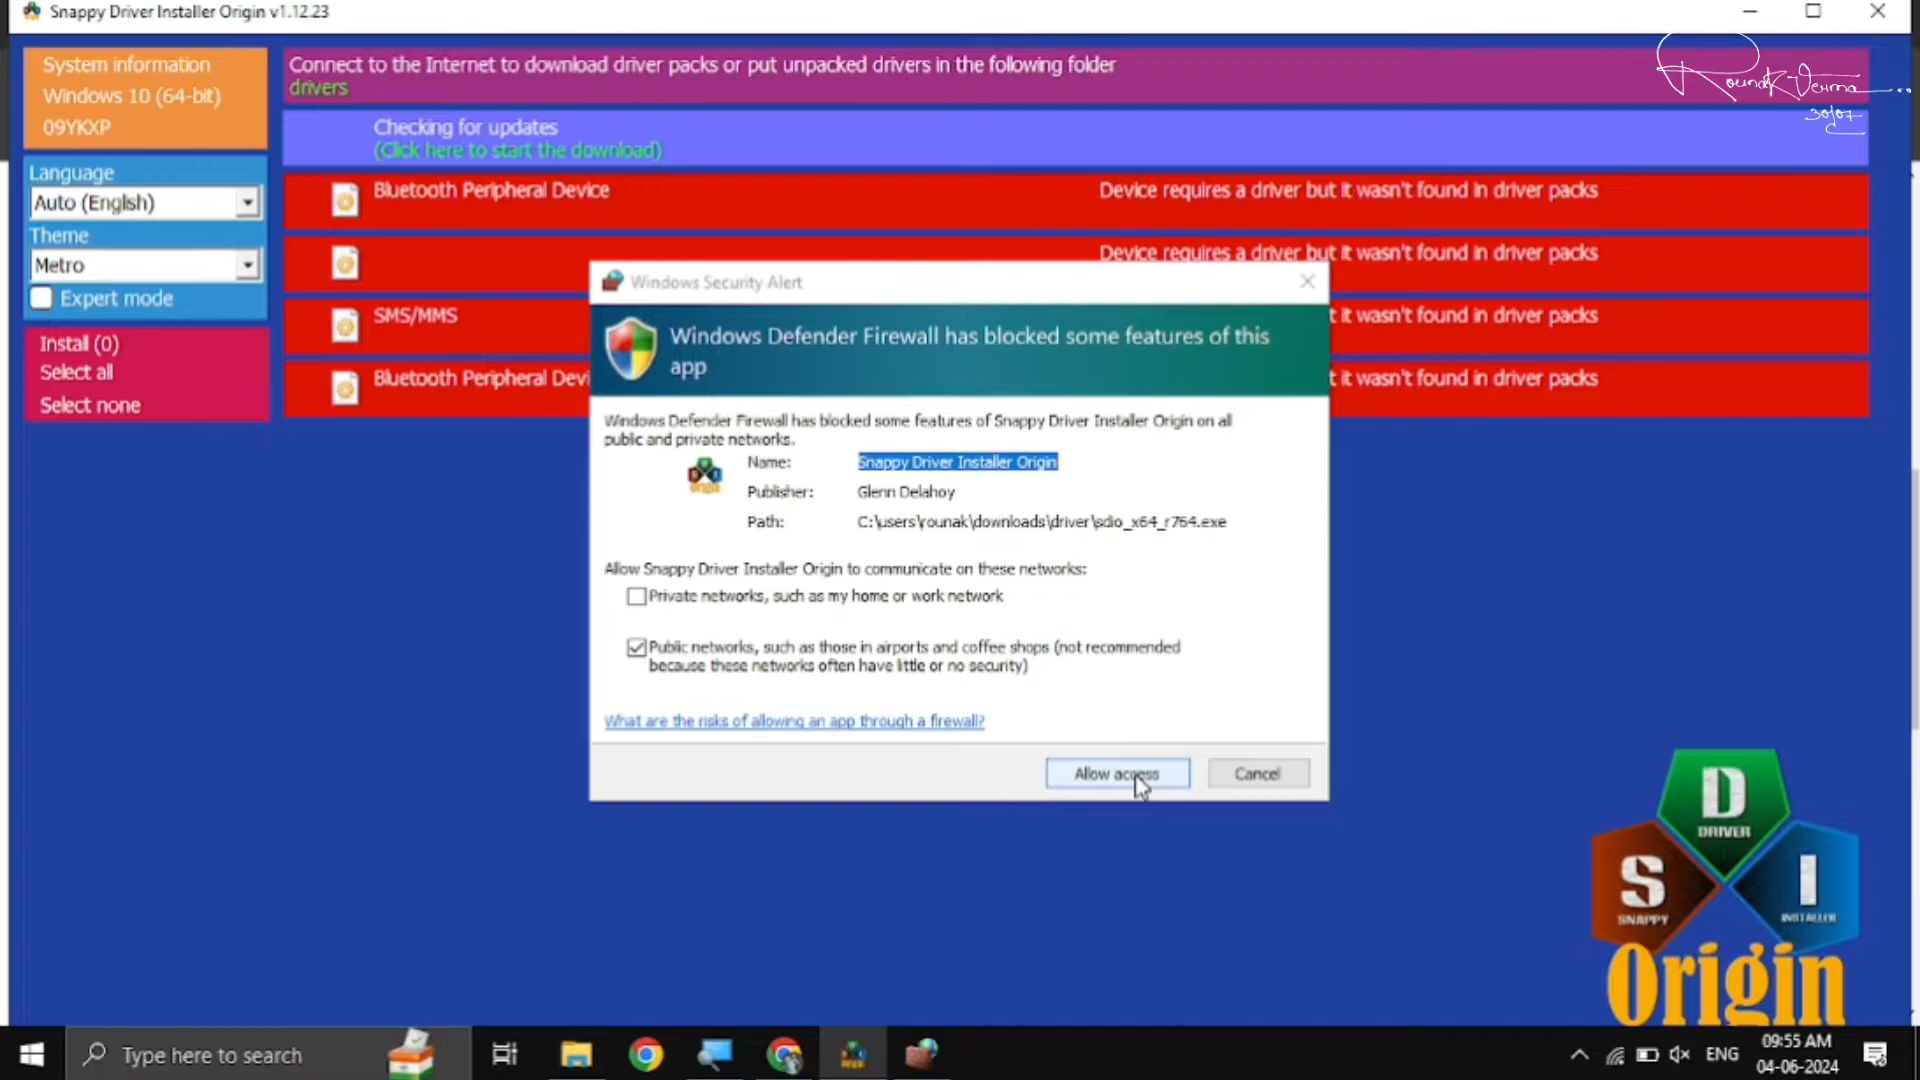 Snappy Driver Installer Origin v1.12.23
System information
Windows 10 (64-bit)
09YKXP
Language
Auto (English)
Theme
Metro
Expert mode
Install (0)
Select all
Select none
Connect to the Internet to download driver packs or put unpacked drivers in the following folder
drivers
Rounak Verma
30/07
Checking for updates
(Click here to start the download)
Bluetooth Peripheral Device
Device requires a driver but it wasn't found in driver packs
Device requires a driver but it wasn't found in driver packs
SMS/MMS
t it wasn't found in driver packs
Bluetooth Peripheral Devi
t it wasn't found in driver packs
Windows Security Alert
Windows Defender Firewall has blocked some features of this
app
Windows Defender Firewall has blocked some features of Snappy Driver Installer Origin on all
public and private networks.
Name: Snappy Driver Installer Origin
Publisher: Glenn Delahoy
Path: C:\users\rounak\downloads\driver\sdio_x64_r764.exe
Allow Snappy Driver Installer Origin to communicate on these networks:
Private networks, such as my home or work network
Public networks, such as those in airports and coffee shops (not recommended
because these networks often have little or no security)
What are the risks of allowing an app through a firewall?
Allow access
Cancel
D
DRIVER
S
SNAPPY
I
INSTALLER
Origin
Type here to search
ENG
09:55 AM
04-06-2024